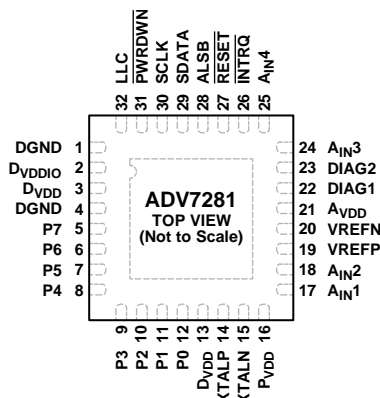 LLC
PWRDWN
SCLK
SDATA
ALSB
RESET
INTRQ
AIN4
32 31 30 29 28 27 26 25
DGND 1
DVDDIO 2
DVDD 3
DGND 4
P7 5
P6 6
P5 7
P4 8
ADV7281
TOP VIEW
(Not to Scale)
24 AIN3
23 DIAG2
22 DIAG1
21 AVDD
20 VREFN
19 VREFP
18 AIN2
17 AIN1
9 10 11 12 13 14 15 16
P3
P2
P1
P0
DVDD
XTALP
XTALN
PVDD